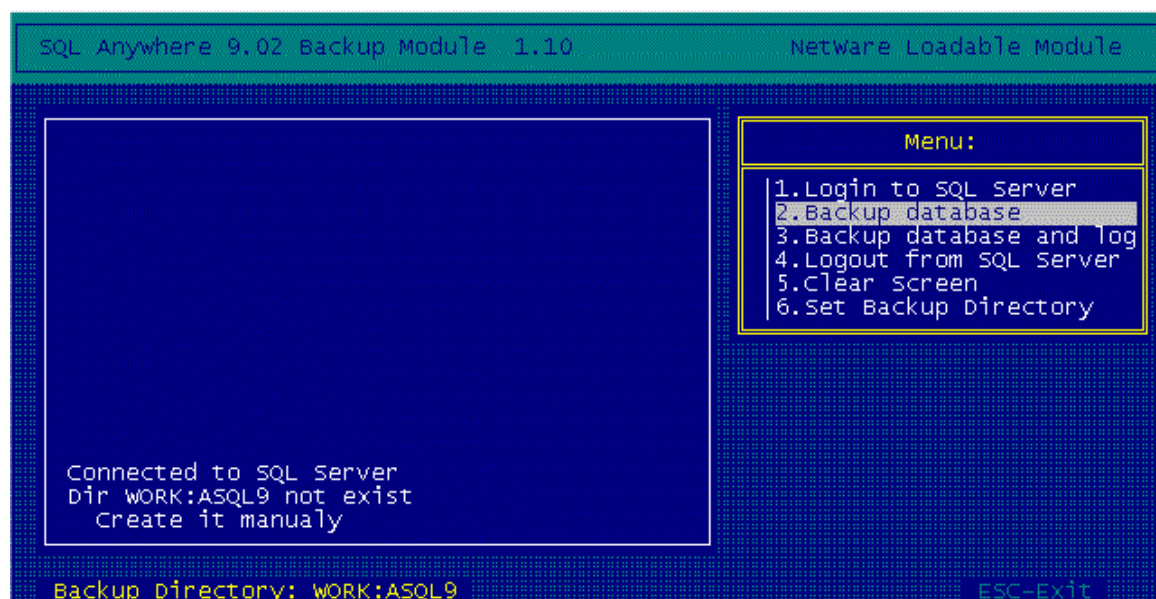 SQL Anywhere 9.02 Backup Module 1.10 NetWare Loadable Module
Menu:
1.Login to SQL Server
2.Backup database
3.Backup database and log
4.Logout from SQL Server
5.Clear Screen
6.Set Backup Directory
Connected to SQL Server
Dir WORK:ASQL9 not exist
Create it manualy
Backup Directory: WORK:ASQL9 ESC-Exit